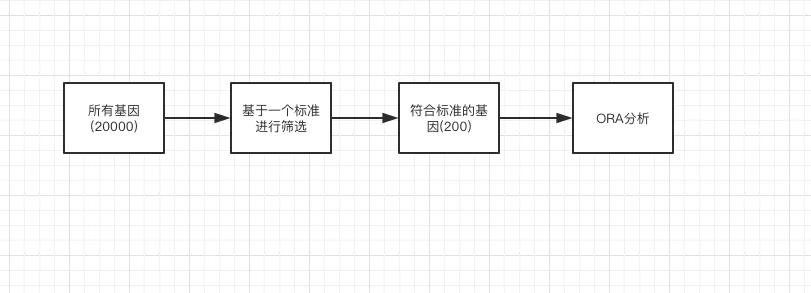 所有基因
(20000)
基于一个标准
进行筛选
符合标准的基
因(200)
ORA分析